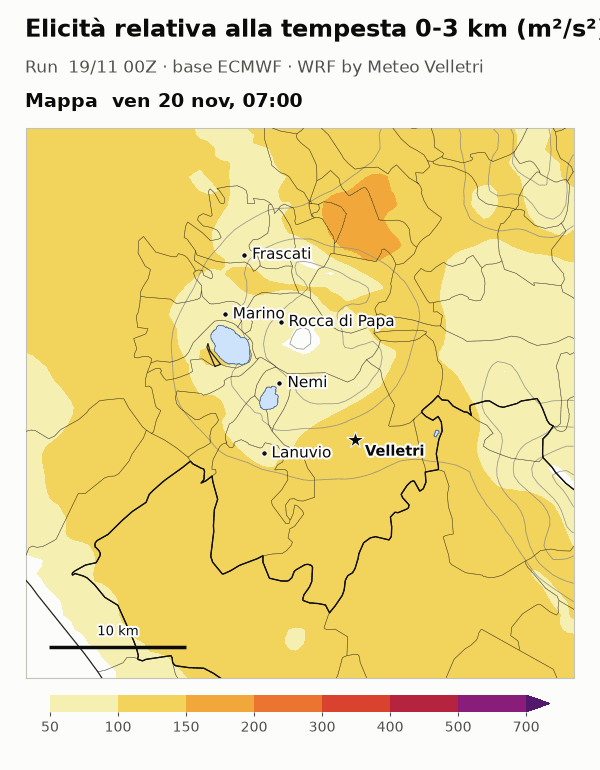 Elicità relativa alla tempesta 0-3 km (m²/s²)
Run  19/11 00Z · base ECMWF · WRF by Meteo Velletri
Mappa  ven 20 nov, 07:00
Frascati
Marino
Rocca di Papa
Nemi
Velletri
Lanuvio
10 km
50 100 150 200 300 400 500 700